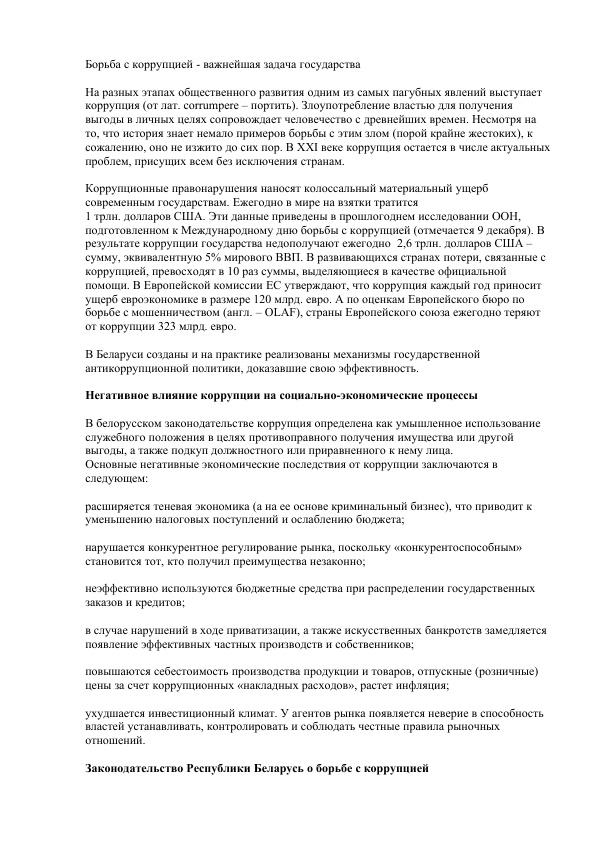 Борьба с коррупцией - важнейшая задача государства
На разных этапах общественного развития одним из самых пагубных явлений выступает
коррупция (от лат. corrumpere – портить). Злоупотребление властью для получения
выгоды в личных целях сопровождает человечество с древнейших времен. Несмотря на
то, что история знает немало примеров борьбы с этим злом (порой крайне жестоких), к
сожалению, оно не изжито до сих пор. В XXI веке коррупция остается в числе актуальных
проблем, присущих всем без исключения странам.
Коррупционные правонарушения наносят колоссальный материальный ущерб
современным государствам. Ежегодно в мире на взятки тратится
1 трлн. долларов США. Эти данные приведены в прошлогоднем исследовании ООН,
подготовленном к Международному дню борьбы с коррупцией (отмечается 9 декабря). В
результате коррупции государства недополучают ежегодно  2,6 трлн. долларов США –
сумму, эквивалентную 5% мирового ВВП. В развивающихся странах потери, связанные с
коррупцией, превосходят в 10 раз суммы, выделяющиеся в качестве официальной
помощи. В Европейской комиссии ЕС утверждают, что коррупция каждый год приносит
ущерб евроэкономике в размере 120 млрд. евро. А по оценкам Европейского бюро по
борьбе с мошенничеством (англ. – OLAF), страны Европейского союза ежегодно теряют
от коррупции 323 млрд. евро.
В Беларуси созданы и на практике реализованы механизмы государственной
антикоррупционной политики, доказавшие свою эффективность.
Негативное влияние коррупции на социально-экономические процессы
В белорусском законодательстве коррупция определена как умышленное использование
служебного положения в целях противоправного получения имущества или другой
выгоды, а также подкуп должностного или приравненного к нему лица.
Основные негативные экономические последствия от коррупции заключаются в
следующем:
расширяется теневая экономика (а на ее основе криминальный бизнес), что приводит к
уменьшению налоговых поступлений и ослаблению бюджета;
нарушается конкурентное регулирование рынка, поскольку «конкурентоспособным»
становится тот, кто получил преимущества незаконно;
неэффективно используются бюджетные средства при распределении государственных
заказов и кредитов;
в случае нарушений в ходе приватизации, а также искусственных банкротств замедляется
появление эффективных частных производств и собственников;
повышаются себестоимость производства продукции и товаров, отпускные (розничные)
цены за счет коррупционных «накладных расходов», растет инфляция;
ухудшается инвестиционный климат. У агентов рынка появляется неверие в способность
властей устанавливать, контролировать и соблюдать честные правила рыночных
отношений.
Законодательство Республики Беларусь о борьбе с коррупцией